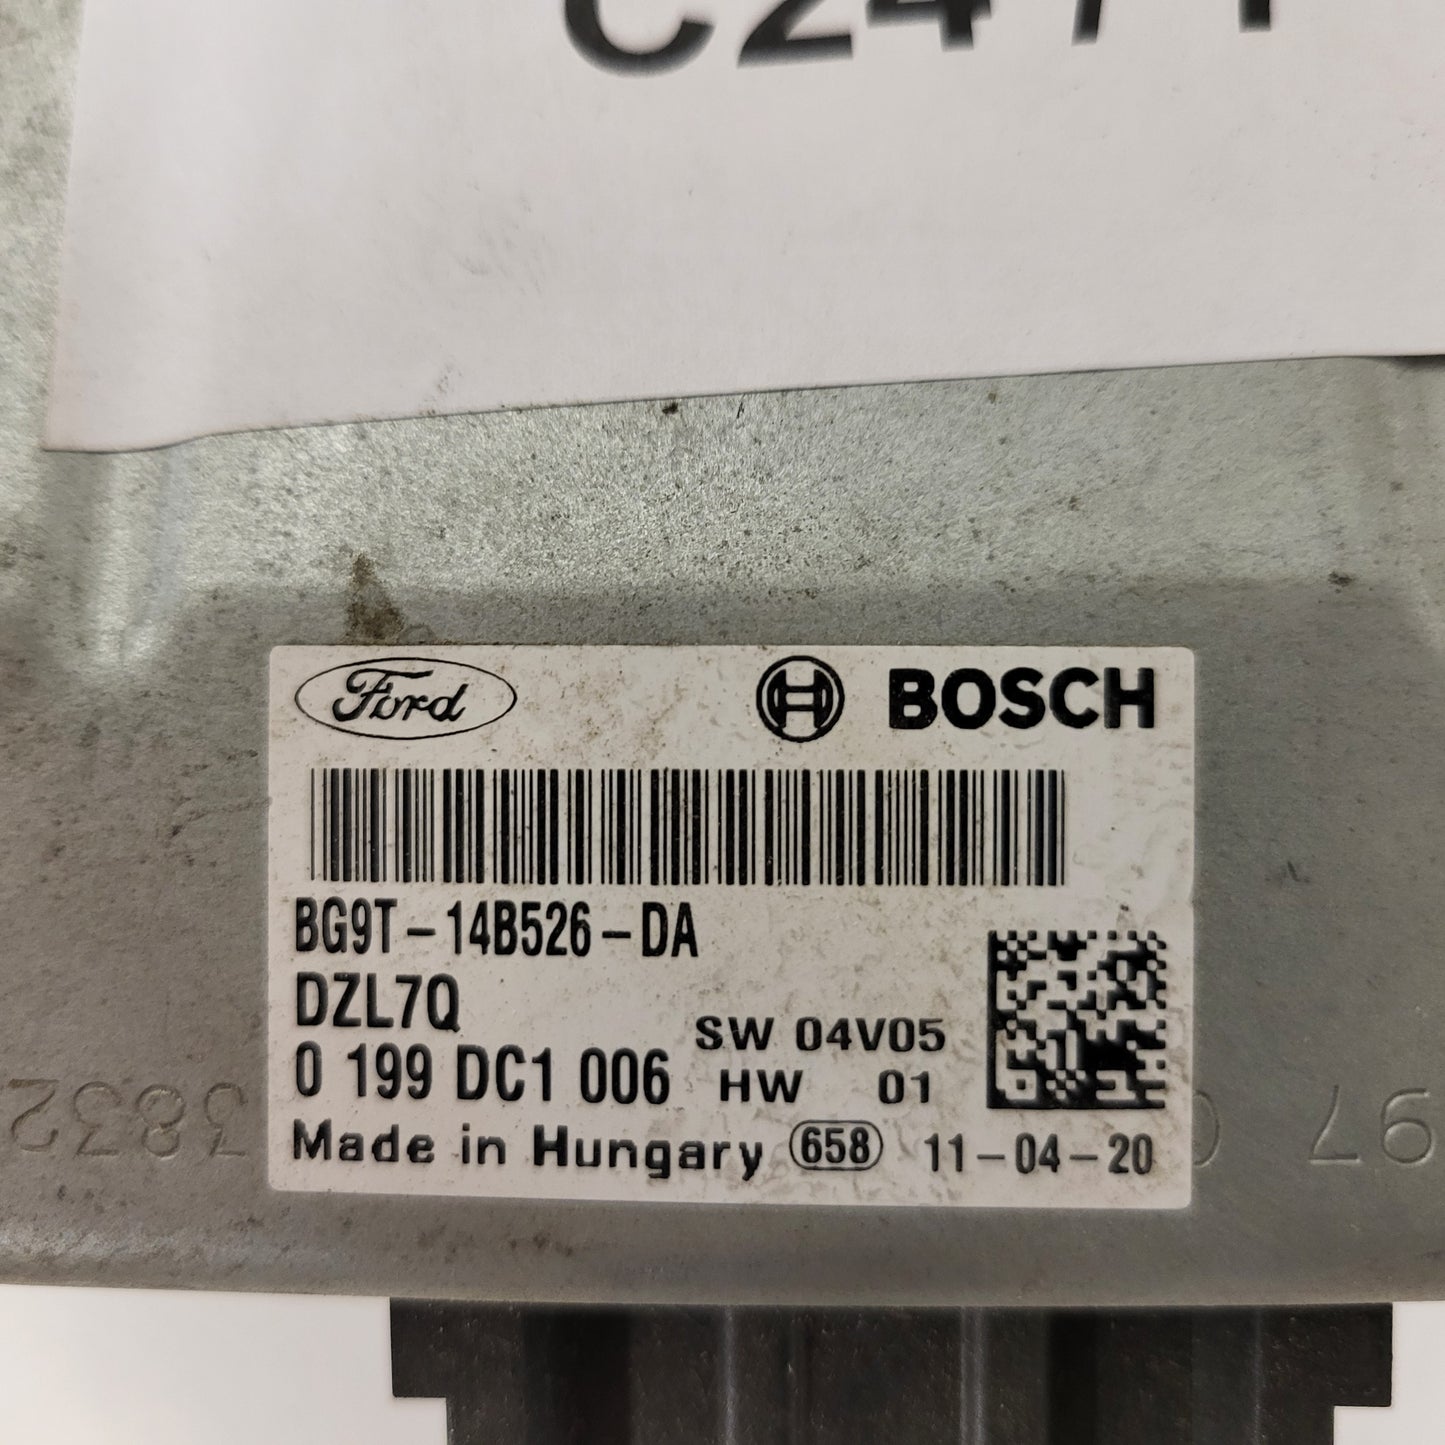 Ford BOSCH
BG9T-14B526-DA
DZL7Q
SW 04V05
0 199 DC1 006 HW 01
Made in Hungary 658 11-04-20